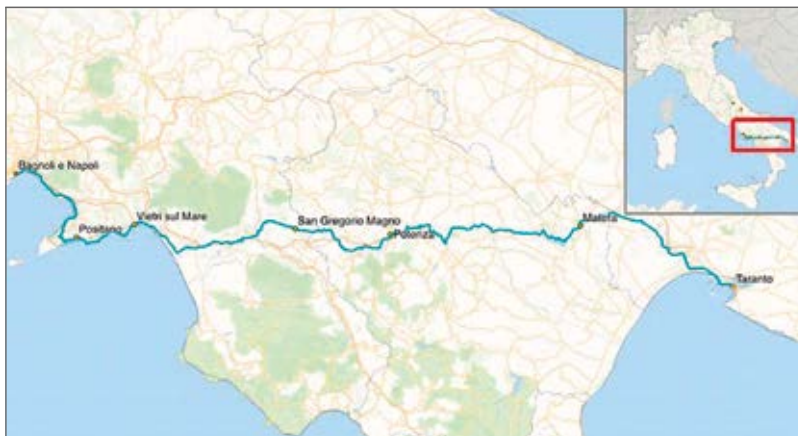 Bagnoli e Napoli
Positano
Vietri sul Mare
San Gregorio Magno
Potenza
Matera
Taranto